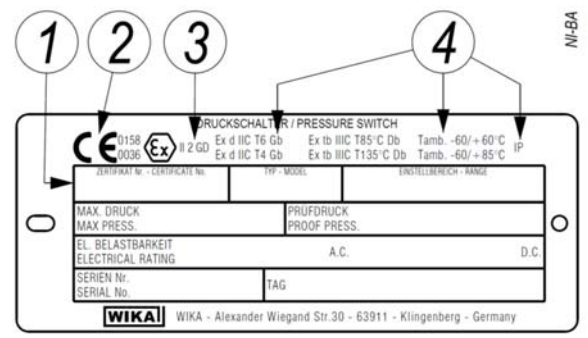 1 2 3 4
NI-BA
DRUCKSCHALTER / PRESSURE SWITCH
CE 0158 Ex II 2 GD Ex d IIC T6 Gb Ex tb IIIC T85°C Db Tamb. -60/+60°C IP
0036 Ex d IIC T4 Gb Ex tb IIIC T135°C Db Tamb. -60/+85°C
ZERTIFIKAT Nr. - CERTIFICATE No. TYP - MODEL EINSTELLBEREICH - RANGE
MAX. DRUCK PRÜFDRUCK
MAX PRESS. PROOF PRESS.
EL. BELASTBARKEIT
ELECTRICAL RATING A.C. D.C.
SERIEN Nr. TAG
SERIAL No.
WIKA WIKA - Alexander Wiegand Str.30 - 63911 - Klingenberg - Germany